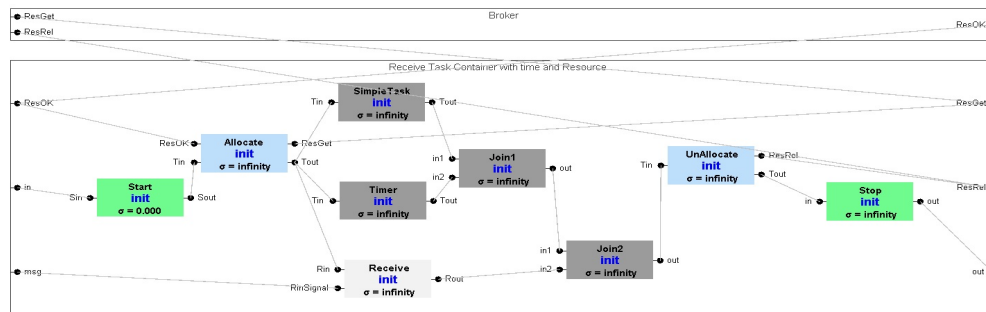 Broker
ResGet
ResRel
ResOK
Receive Task Container with time and Resource
ResOK
ResGet
SimpleTask
init
σ = infinity
Tin
Tout
Allocate
init
σ = infinity
ResOK
Tin
ResGet
Tout
in
Start
init
σ = 0.000
Sin
Sout
Timer
init
σ = infinity
Tin
Tout
Join1
init
σ = infinity
in1
in2
out
UnAllocate
init
σ = infinity
Tin
ResRel
Tout
Stop
init
σ = infinity
in
out
ResRel
msg
Receive
init
σ = infinity
Rin
RinSignal
Rout
Join2
init
σ = infinity
in1
in2
out
out